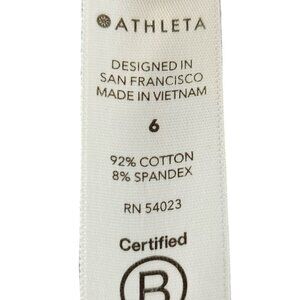 ATHLETA
DESIGNED IN
SAN FRANCISCO
MADE IN VIETNAM
6
92% COTTON
8% SPANDEX
RN 54023
Certified
B